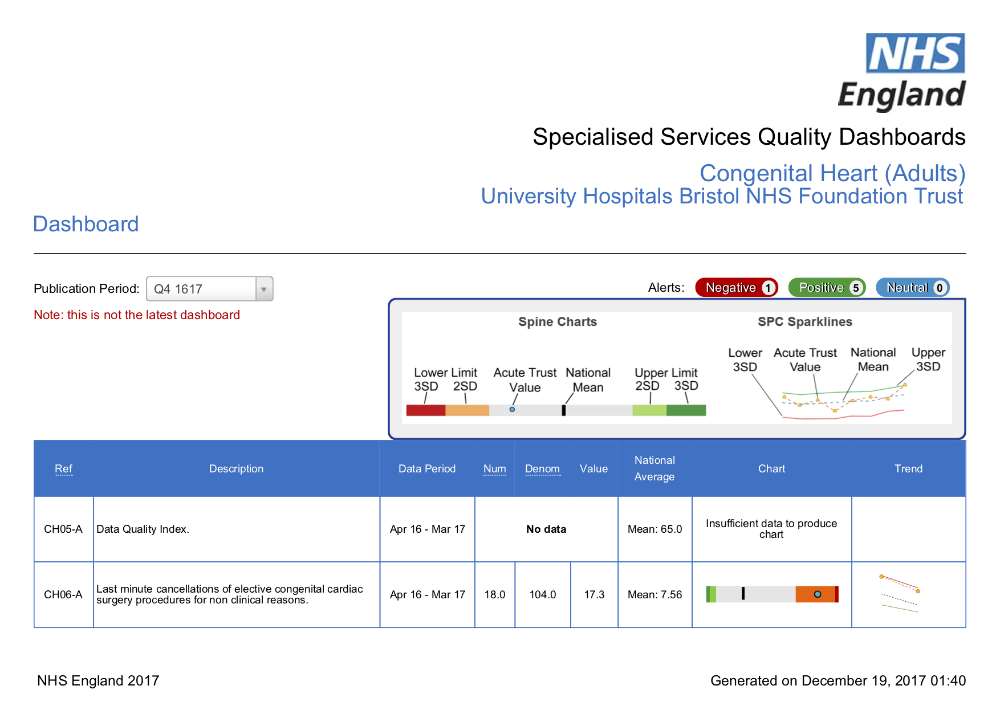 NHS
England
Specialised Services Quality Dashboards
Congenital Heart (Adults)
University Hospitals Bristol NHS Foundation Trust
Dashboard
Publication Period: Q4 1617
Alerts: Negative 1 Positive 5 Neutral 0
Note: this is not the latest dashboard
Spine Charts
SPC Sparklines
Lower Limit
3SD 2SD
Acute Trust
Value
National
Mean
Upper Limit
2SD 3SD
Lower
3SD
Acute Trust
Value
National
Mean
Upper
3SD
Ref Description Data Period Num Denom Value National Average Chart Trend
CH05-A Data Quality Index. Apr 16 - Mar 17 No data Mean: 65.0 Insufficient data to produce
chart
CH06-A Last minute cancellations of elective congenital cardiac
surgery procedures for non clinical reasons. Apr 16 - Mar 17 18.0 104.0 17.3 Mean: 7.56
NHS England 2017
Generated on December 19, 2017 01:40